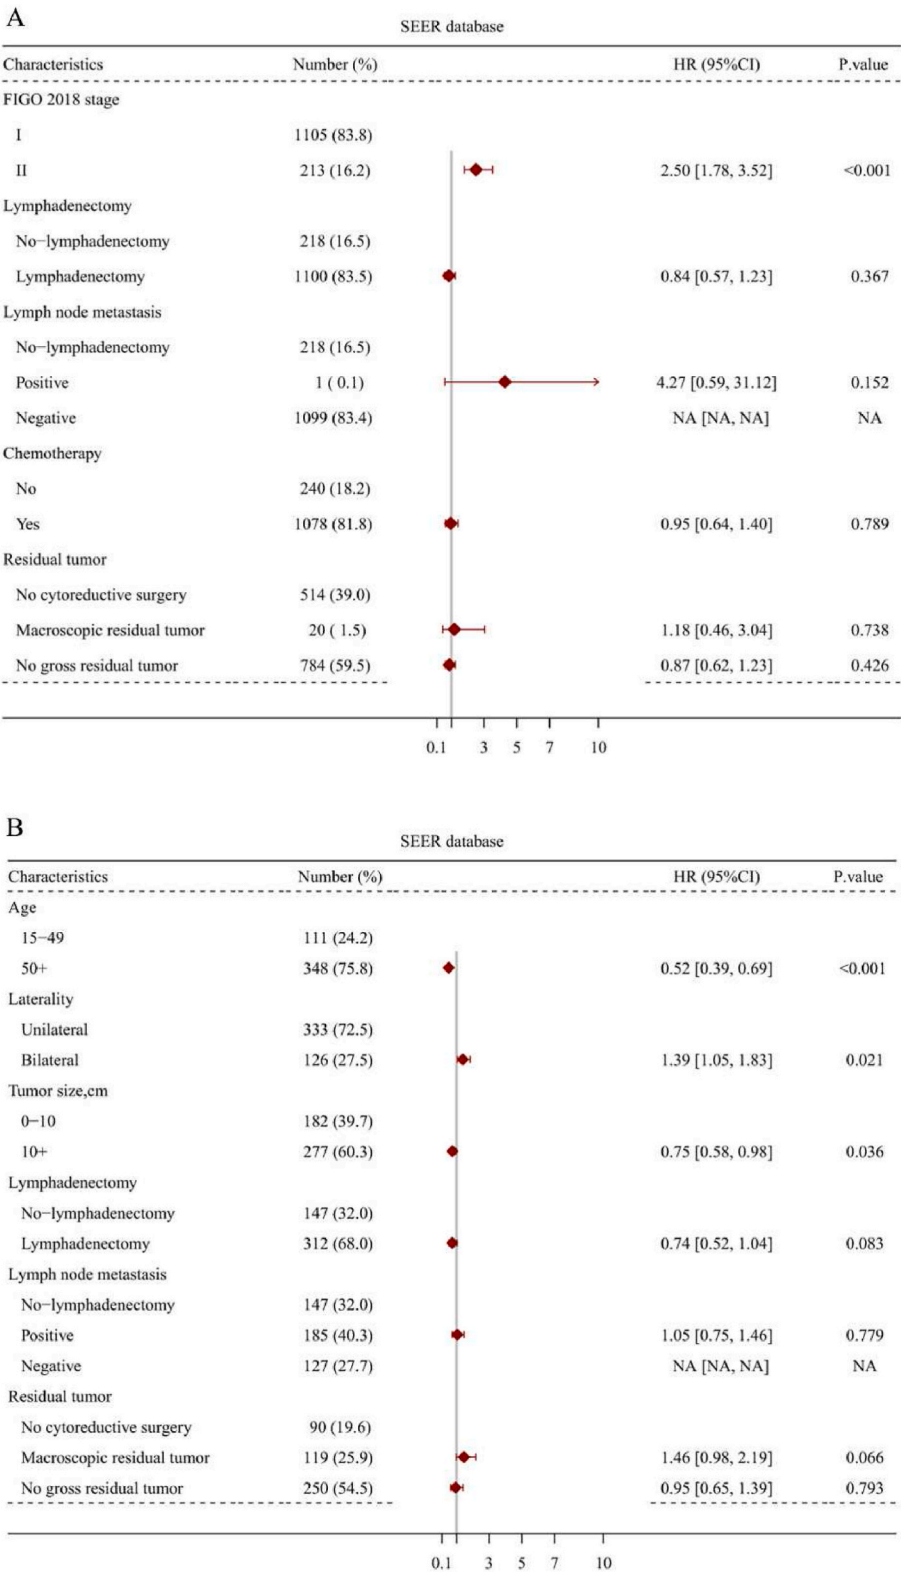 A
SEER database
Characteristics Number (%) HR (95%CI) P.value
FIGO 2018 stage
I 1105 (83.8)
II 213 (16.2) 2.50 [1.78, 3.52] <0.001
Lymphadenectomy
No−lymphadenectomy 218 (16.5)
Lymphadenectomy 1100 (83.5) 0.84 [0.57, 1.23] 0.367
Lymph node metastasis
No−lymphadenectomy 218 (16.5)
Positive 1 ( 0.1) 4.27 [0.59, 31.12] 0.152
Negative 1099 (83.4) NA [NA, NA] NA
Chemotherapy
No 240 (18.2)
Yes 1078 (81.8) 0.95 [0.64, 1.40] 0.789
Residual tumor
No cytoreductive surgery 514 (39.0)
Macroscopic residual tumor 20 ( 1.5) 1.18 [0.46, 3.04] 0.738
No gross residual tumor 784 (59.5) 0.87 [0.62, 1.23] 0.426
0.1 3 5 7 10
B
SEER database
Characteristics Number (%) HR (95%CI) P.value
Age
15−49 111 (24.2)
50+ 348 (75.8) 0.52 [0.39, 0.69] <0.001
Laterality
Unilateral 333 (72.5)
Bilateral 126 (27.5) 1.39 [1.05, 1.83] 0.021
Tumor size,cm
0−10 182 (39.7)
10+ 277 (60.3) 0.75 [0.58, 0.98] 0.036
Lymphadenectomy
No−lymphadenectomy 147 (32.0)
Lymphadenectomy 312 (68.0) 0.74 [0.52, 1.04] 0.083
Lymph node metastasis
No−lymphadenectomy 147 (32.0)
Positive 185 (40.3) 1.05 [0.75, 1.46] 0.779
Negative 127 (27.7) NA [NA, NA] NA
Residual tumor
No cytoreductive surgery 90 (19.6)
Macroscopic residual tumor 119 (25.9) 1.46 [0.98, 2.19] 0.066
No gross residual tumor 250 (54.5) 0.95 [0.65, 1.39] 0.793
0.1 3 5 7 10